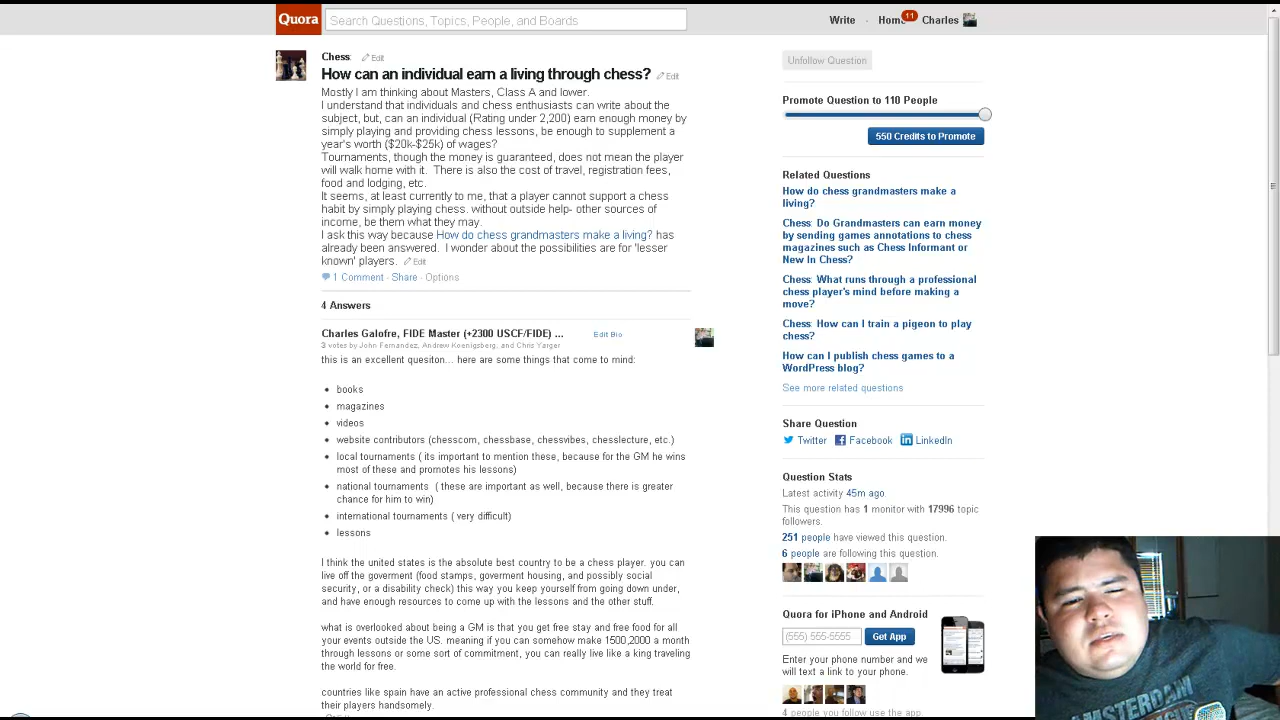 Quora
Search Questions, Topics, People, and Boards
Write · Home 11 Charles
Chess: Edit
How can an individual earn a living through chess? Edit
Mostly I am thinking about Masters, Class A and lower.
I understand that individuals and chess enthusiasts can write about the
subject, but, can an individual (Rating under 2,200) earn enough money by
simply playing and providing chess lessons, be enough to supplement a
year's worth ($20k-$25k) of wages?
Tournaments, though the money is guaranteed, does not mean the player
will walk home with it. There is also the cost of travel, registration fees,
food and lodging, etc.
It seems, at least currently to me, that a player cannot support a chess
habit by simply playing chess. without outside help- other sources of
income, be them what they may.
I ask this way because How do chess grandmasters make a living? has
already been answered. I wonder about the possibilities are for 'lesser
known' players. Edit
1 Comment · Share · Options
4 Answers
Charles Galofre, FIDE Master (+2300 USCF/FIDE) ... Edit Bio
3 votes by John Fernandez, Andrew Koenigsberg, and Chris Yarger
this is an excellent quesiton... here are some things that come to mind:
• books
• magazines
• videos
• website contributors (chesscom, chessbase, chessvibes, chesslecture, etc.)
• local tournaments ( its important to mention these, because for the GM he wins
most of these and promotes his lessons)
• national tournaments ( these are important as well, because there is greater
chance for him to win)
• international tournaments ( very difficult)
• lessons
I think the united states is the absolute best country to be a chess player. you can
live off the goverment (food stamps, goverment housing, and possibly social
security, or a disability check) this way you keep yourself from going down under,
and have enough resources to come up with the lessons and the other stuff.
what is overlooked about being a GM is that you get free stay and free food for all
your events outside the US. meaning if you can somehow make 1500,2000 a month
through lessons or some sort of commitment, you can really live like a king traveling
the world for free.
countries like spain have an active professional chess community and they treat
their players handsomely.
Unfollow Question
Promote Question to 110 People
550 Credits to Promote
Related Questions
How do chess grandmasters make a
living?
Chess: Do Grandmasters can earn money
by sending games annotations to chess
magazines such as Chess Informant or
New In Chess?
Chess: What runs through a professional
chess player's mind before making a
move?
Chess: How can I train a pigeon to play
chess?
How can I publish chess games to a
WordPress blog?
See more related questions
Share Question
Twitter Facebook LinkedIn
Question Stats
Latest activity 45m ago
This question has 1 monitor with 17996 topic
followers.
251 people have viewed this question.
6 people are following this question.
Quora for iPhone and Android
(555) 555-5555 Get App
Enter your phone number and we
will text a link to your phone.
4 people you follow use the app